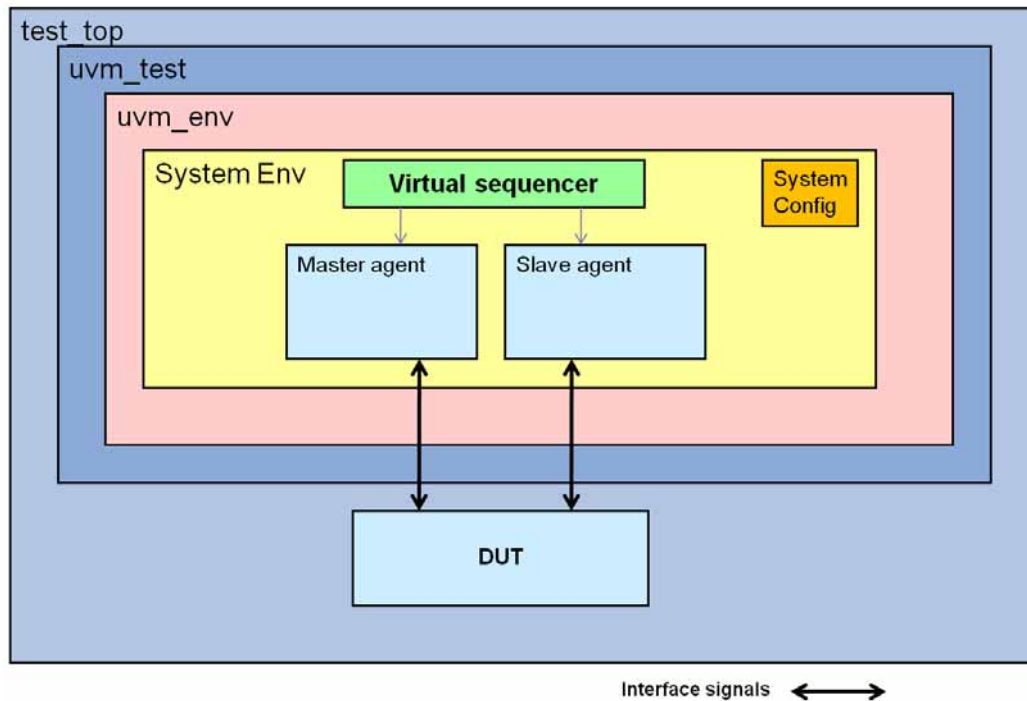 test_top
uvm_test
uvm_env
System Env
Virtual sequencer
System
Config
Master agent
Slave agent
DUT
Interface signals